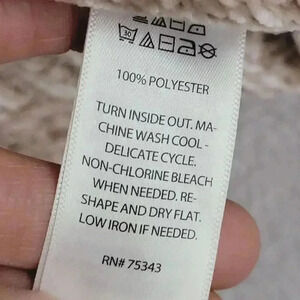 30
100% POLYESTER
TURN INSIDE OUT. MA-
CHINE WASH COOL -
DELICATE CYCLE.
NON-CHLORINE BLEACH
WHEN NEEDED. RE-
SHAPE AND DRY FLAT.
LOW IRON IF NEEDED.
RN# 75343